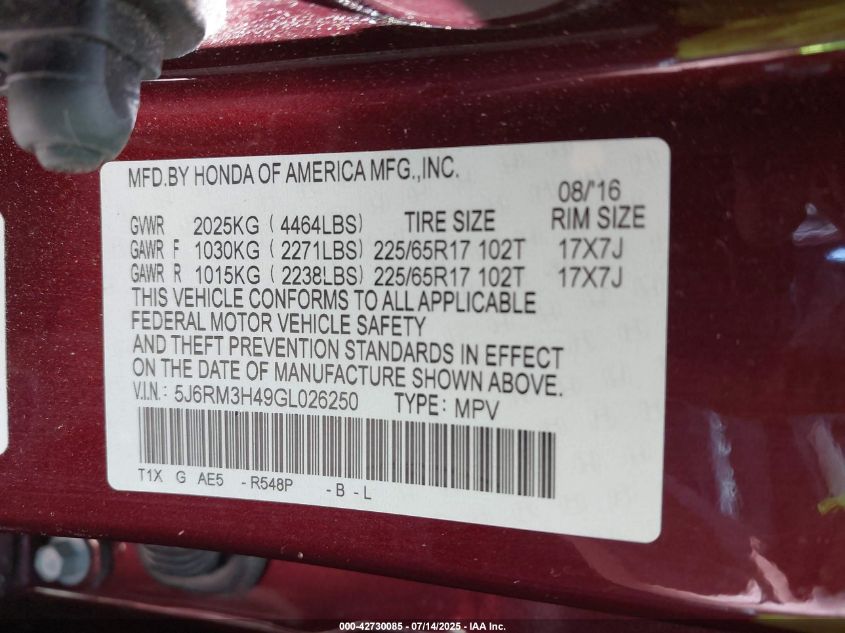 MFD.BY HONDA OF AMERICA MFG.,INC.
08/'16
GVWR 2025KG ( 4464LBS) TIRE SIZE RIM SIZE
GAWR F 1030KG ( 2271LBS) 225/65R17 102T 17X7J
GAWR R 1015KG ( 2238LBS) 225/65R17 102T 17X7J
THIS VEHICLE CONFORMS TO ALL APPLICABLE
FEDERAL MOTOR VEHICLE SAFETY
AND THEFT PREVENTION STANDARDS IN EFFECT
ON THE DATE OF MANUFACTURE SHOWN ABOVE.
V.I.N.: 5J6RM3H49GL026250 TYPE: MPV
T1X G AE5 -R548P -B-L
000-42730085 - 07/14/2025 - IAA Inc.